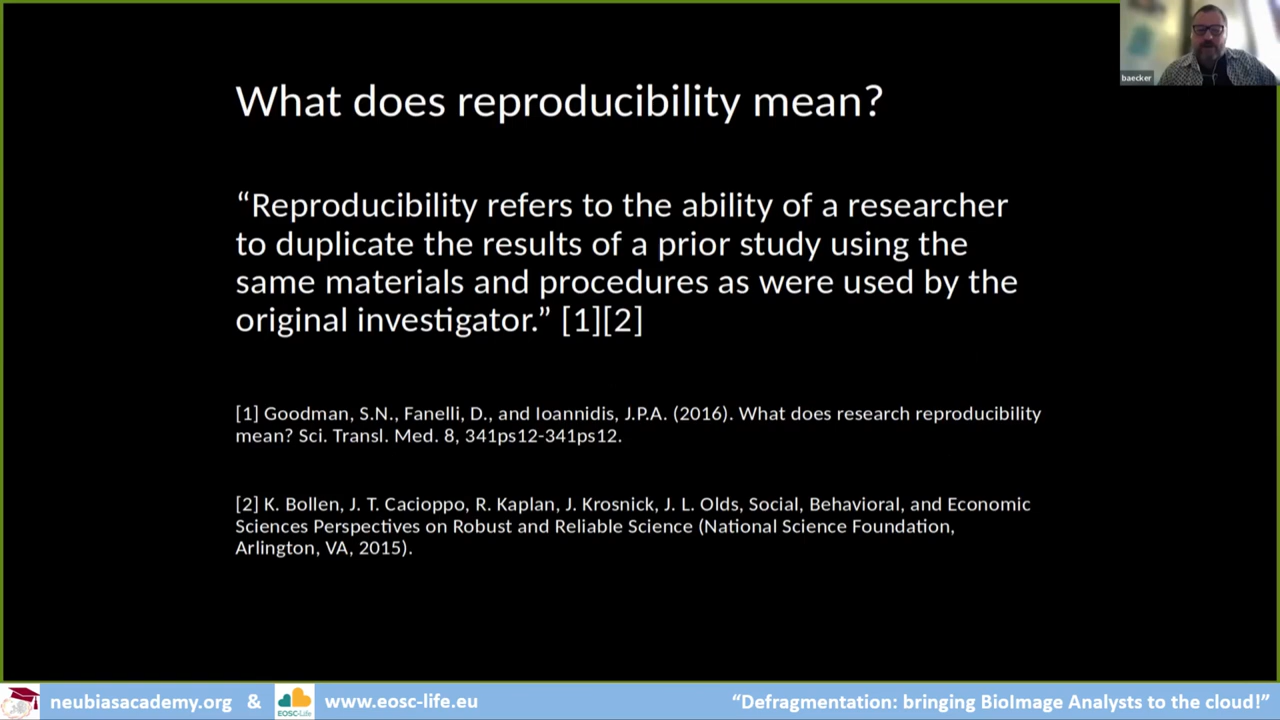 What does reproducibility mean?
“Reproducibility refers to the ability of a researcher
to duplicate the results of a prior study using the
same materials and procedures as were used by the
original investigator.” [1][2]
[1] Goodman, S.N., Fanelli, D., and Ioannidis, J.P.A. (2016). What does research reproducibility
mean? Sci. Transl. Med. 8, 341ps12-341ps12.
[2] K. Bollen, J. T. Cacioppo, R. Kaplan, J. Krosnick, J. L. Olds, Social, Behavioral, and Economic
Sciences Perspectives on Robust and Reliable Science (National Science Foundation,
Arlington, VA, 2015).
baecker
neubiasacademy.org & EOSC-Life www.eosc-life.eu “Defragmentation: bringing BioImage Analysts to the cloud!”